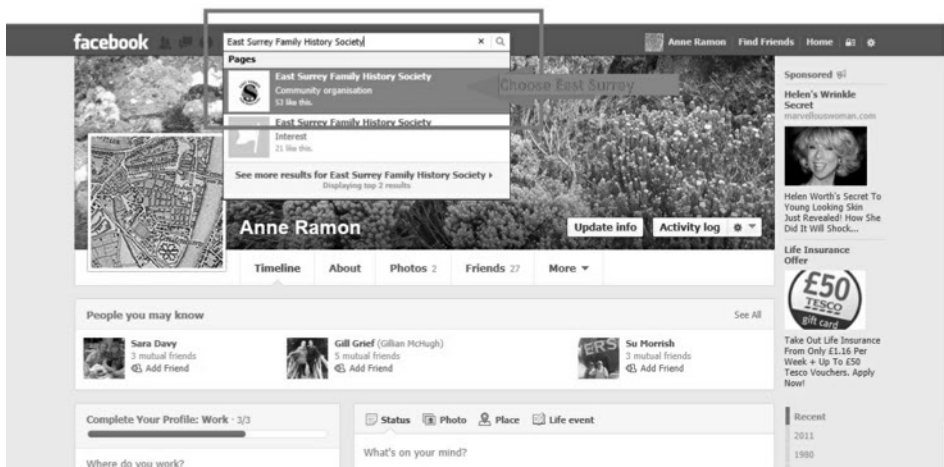 facebook
East Surrey Family History Society
Anne Ramon Find Friends Home
Pages
East Surrey Family History Society
Community organisation
53 like this.
Choose East Surrey
East Surrey Family History Society
Interest
21 like this.
See more results for East Surrey Family History Society
Displaying top 2 results
Anne Ramon
Update info
Activity log
Timeline About Photos 2 Friends 27 More
People you may know
See All
Sara Davy
3 mutual friends
Add Friend
Gill Grief (Gillian McHugh)
5 mutual friends
Add Friend
Su Morrish
3 mutual friends
Add Friend
Complete Your Profile: Work · 3/3
Where do you work?
Status Photo Place Life event
What's on your mind?
Sponsored
Helen's Wrinkle
Secret
marvellouswoman.com
Helen Worth's Secret To
Young Looking Skin
Just Revealed! How She
Did It Will Shock...
Life Insurance
Offer
£50
TESCO
gift card
Take Out Life Insurance
From Only £1.16 Per
Week + Up To £50
Tesco Vouchers. Apply
Now!
Recent
2011
1980